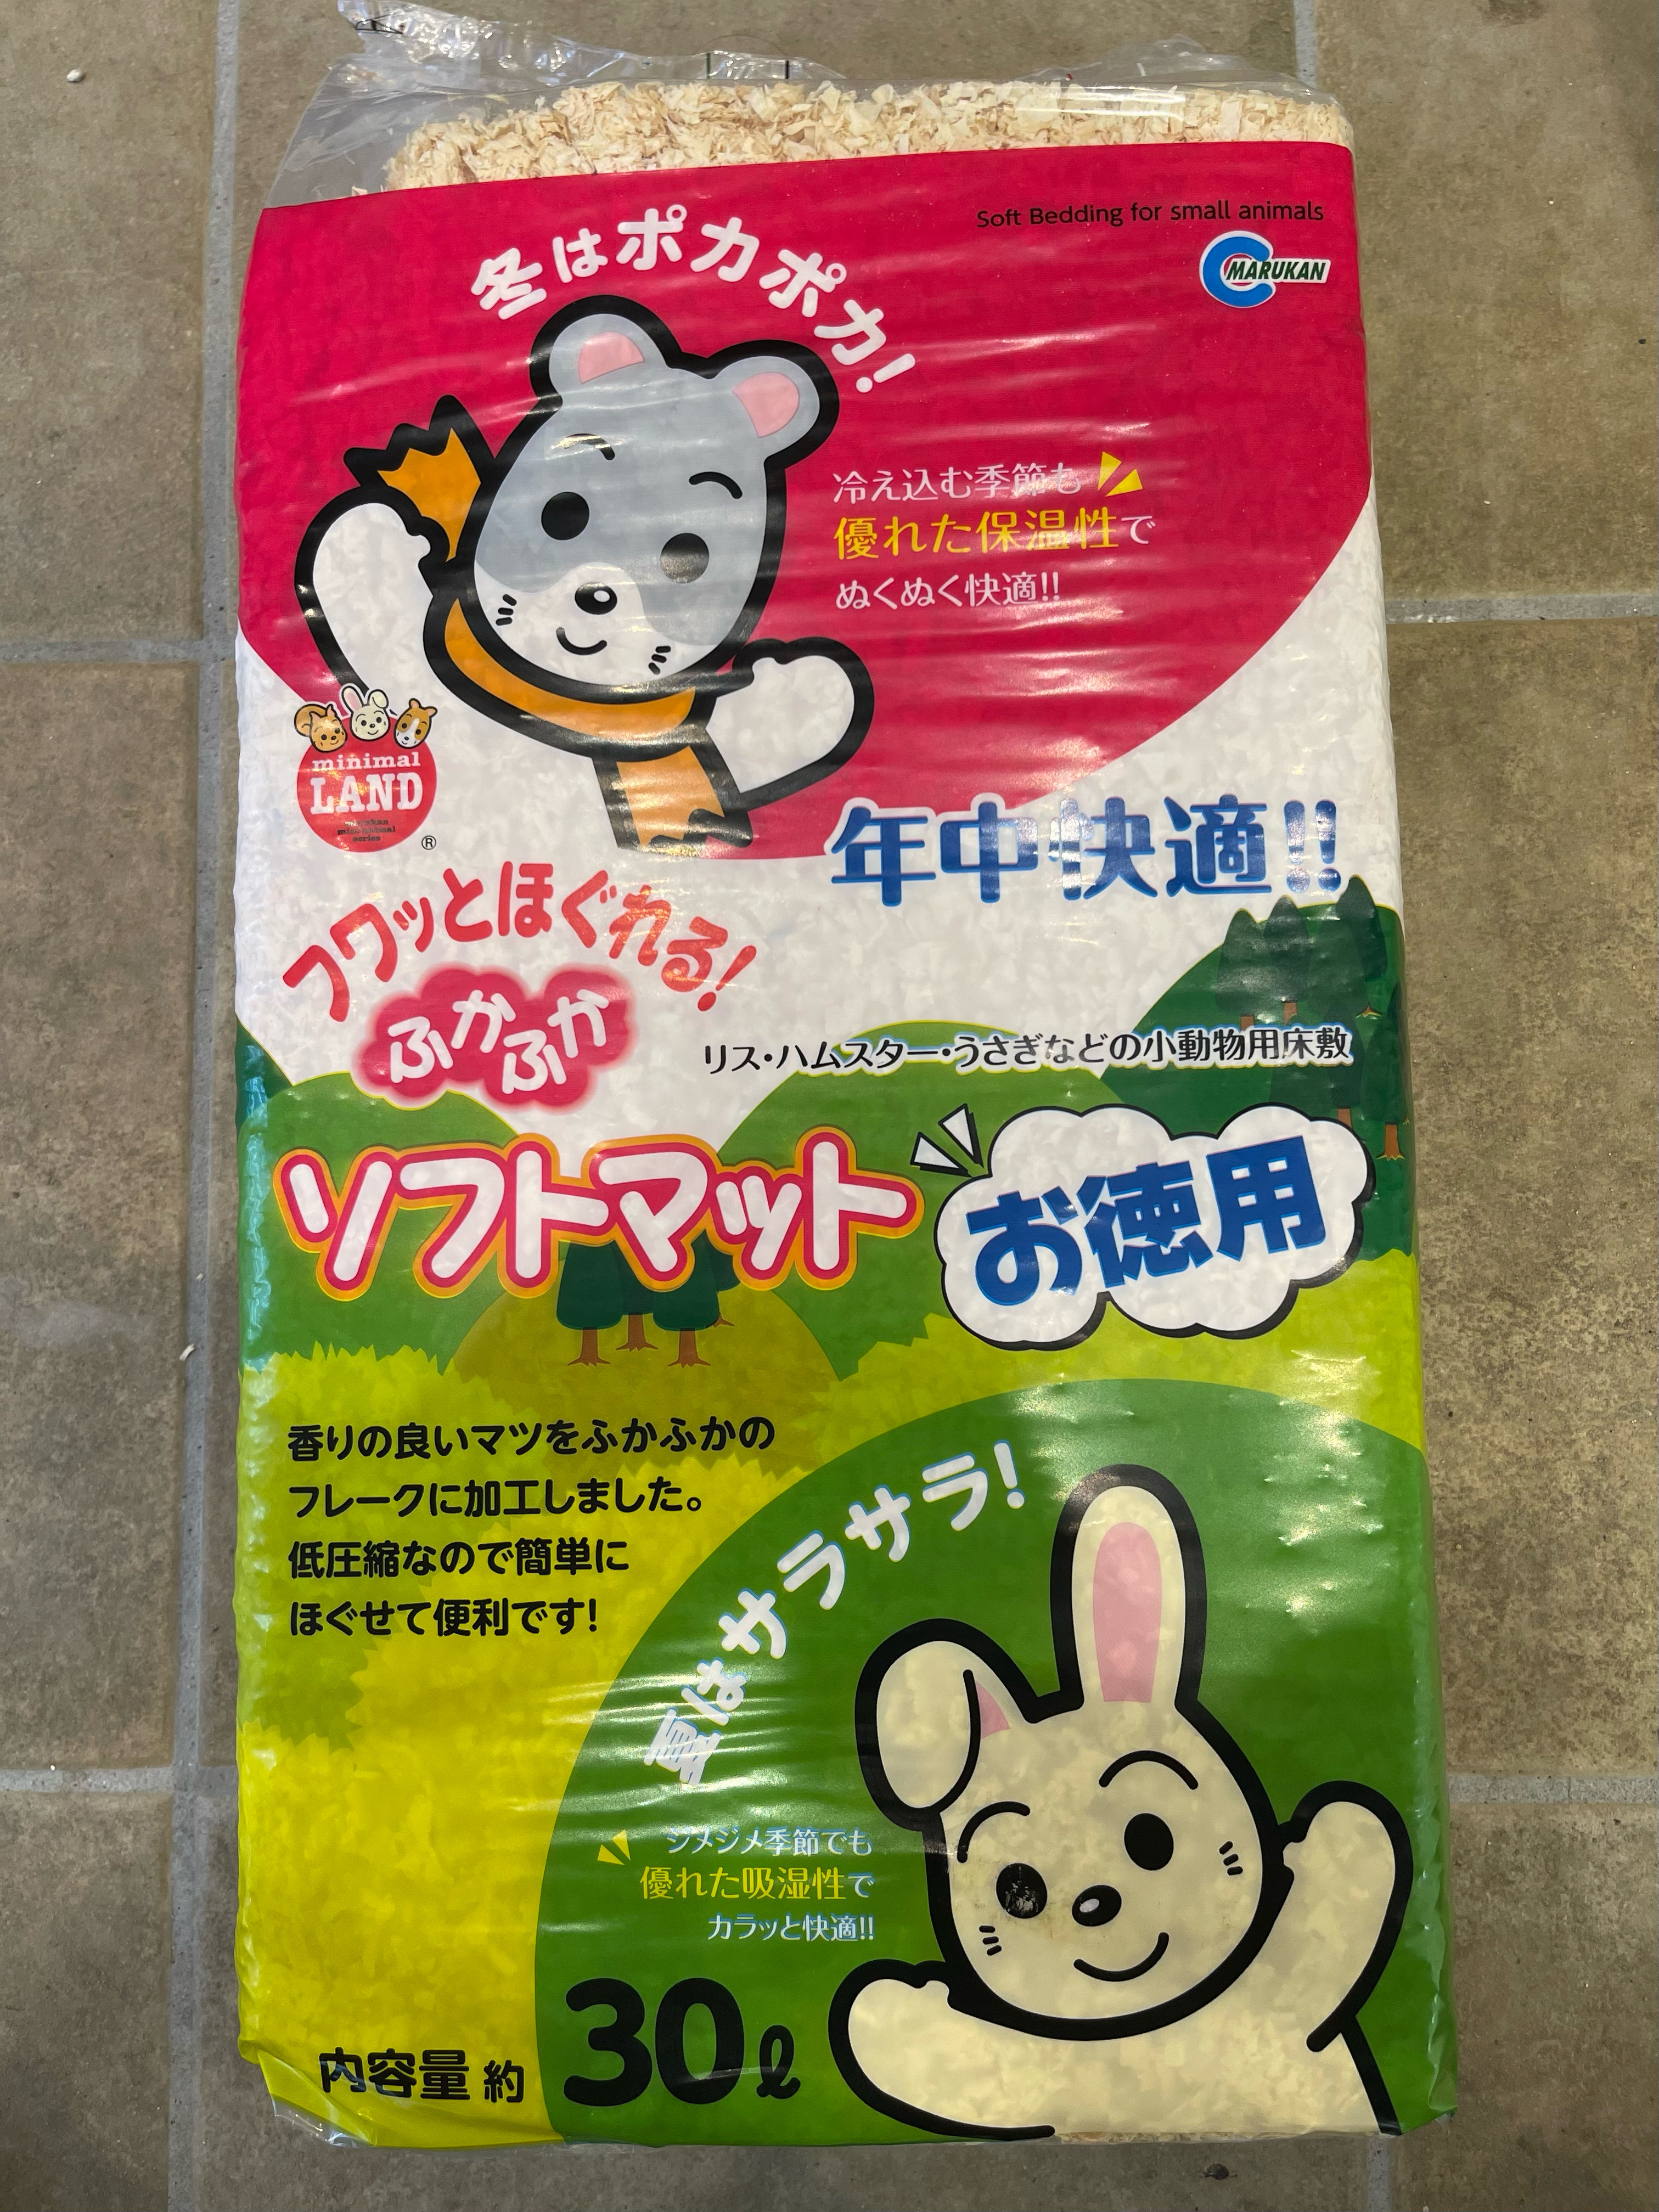 Soft Bedding for small animals
MARUKAN
冬はポカポカ!
冷え込む季節も
優れた保温性で
ぬくぬく快適!!
minimal
LAND
series
®
年中快適!!
フワッとほぐれる!
ふかふか
リス・ハムスター・うさぎなどの小動物用床敷
ソフトマット
お徳用
香りの良いマツをふかふかの
フレークに加工しました。
低圧縮なので簡単に
ほぐせて便利です!
夏はサラサラ!
ジメジメ季節でも
優れた吸湿性で
カラッと快適!!
内容量 約 30ℓ